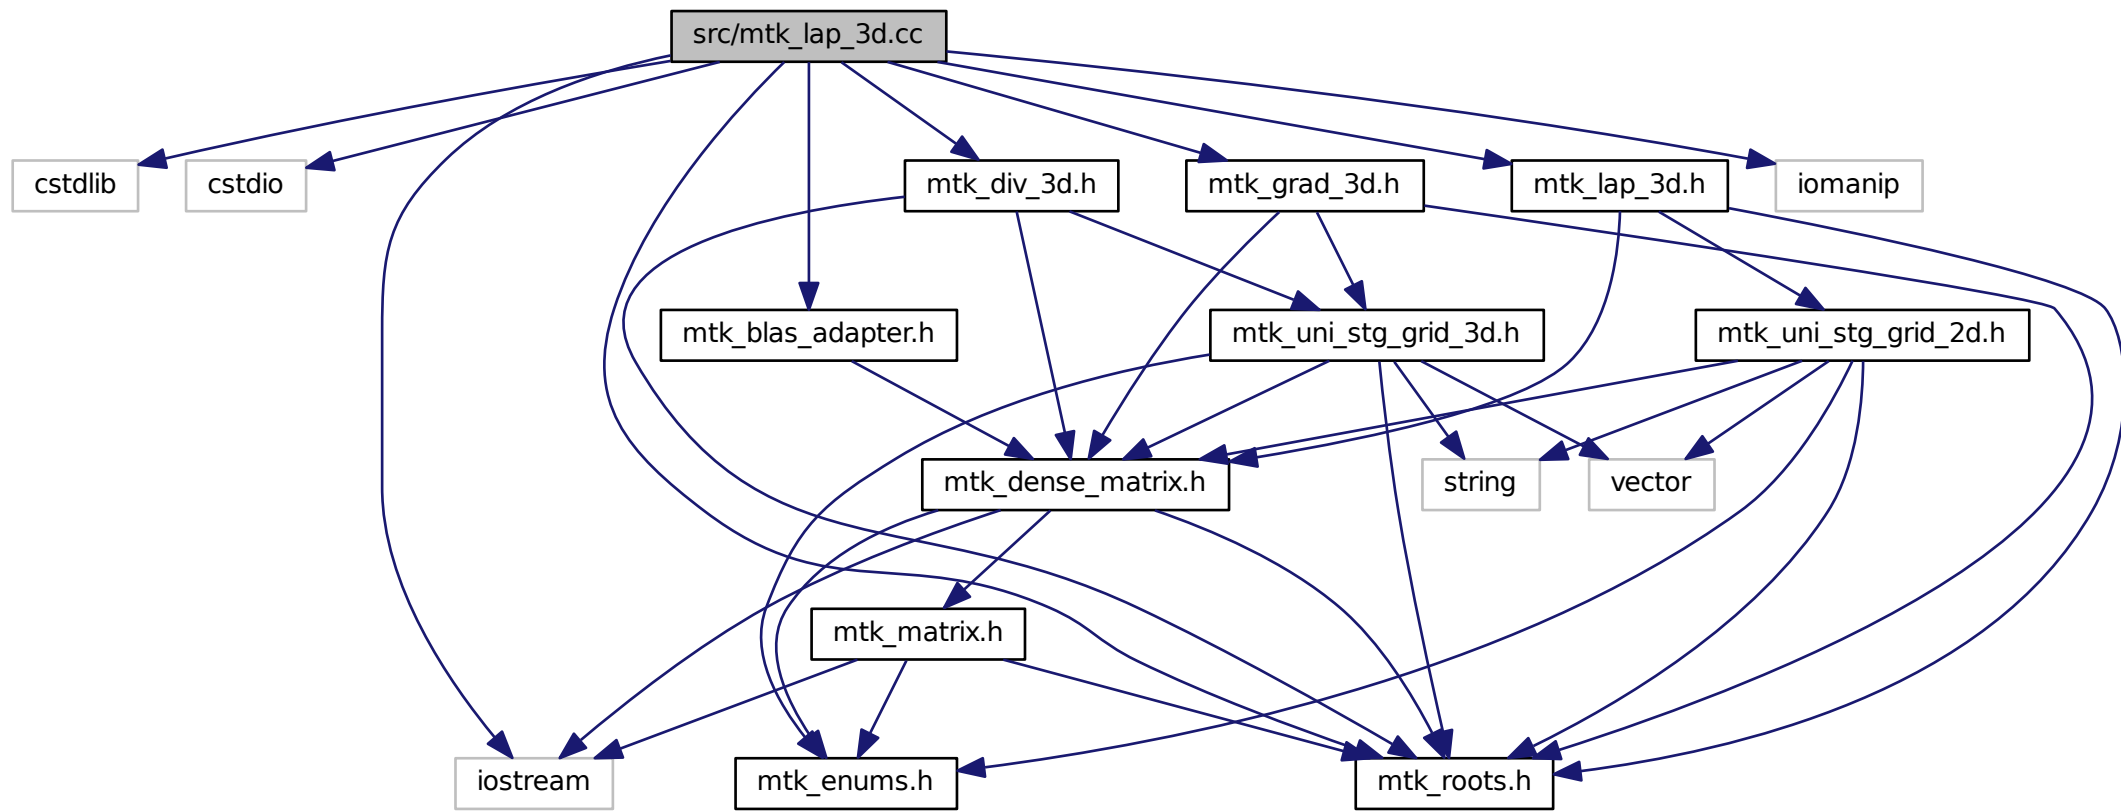 src/mtk_lap_3d.cc
cstdlib
cstdio
mtk_div_3d.h
mtk_grad_3d.h
mtk_lap_3d.h
iomanip
mtk_blas_adapter.h
mtk_uni_stg_grid_3d.h
mtk_uni_stg_grid_2d.h
mtk_dense_matrix.h
string
vector
mtk_matrix.h
iostream
mtk_enums.h
mtk_roots.h